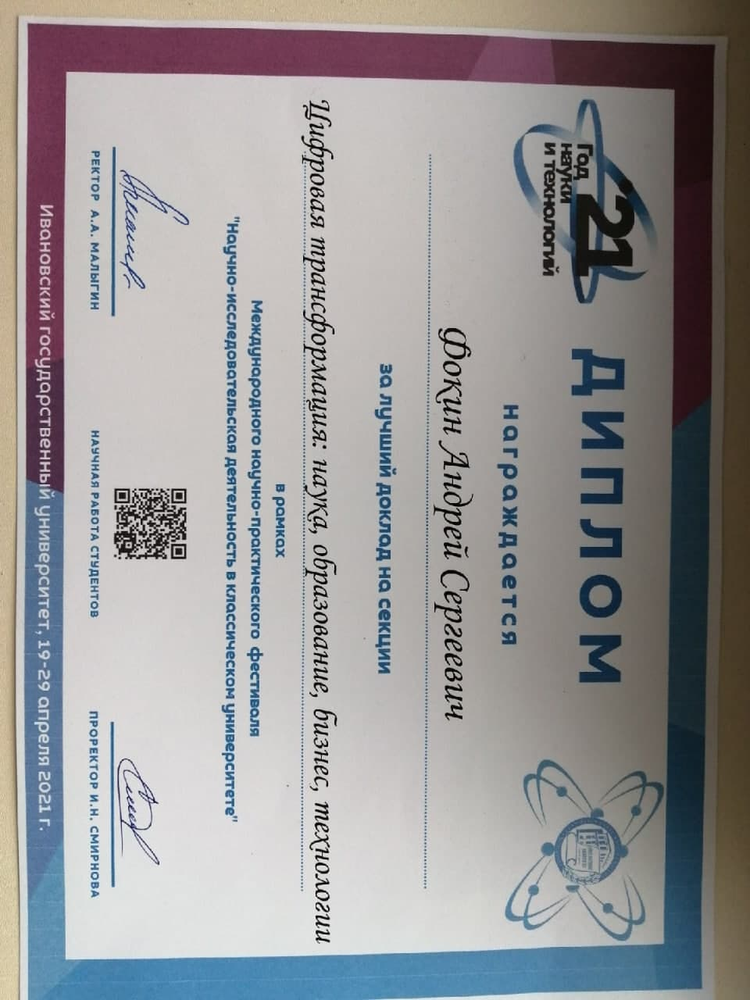 '21
Год
науки
и технологий
ДИПЛОМ
награждается
Фокин Андрей Сергеевич
за лучший доклад на секции
Цифровая трансформация: наука, образование, бизнес, технологии
в рамках
Международного научно-практического фестиваля
"Научно-исследовательская деятельность в классическом университете"
РЕКТОР А.А. МАЛЫГИН
НАУЧНАЯ РАБОТА СТУДЕНТОВ
ПРОРЕКТОР И.Н. СМИРНОВА
Ивановский государственный университет, 19-29 апреля 2021 г.